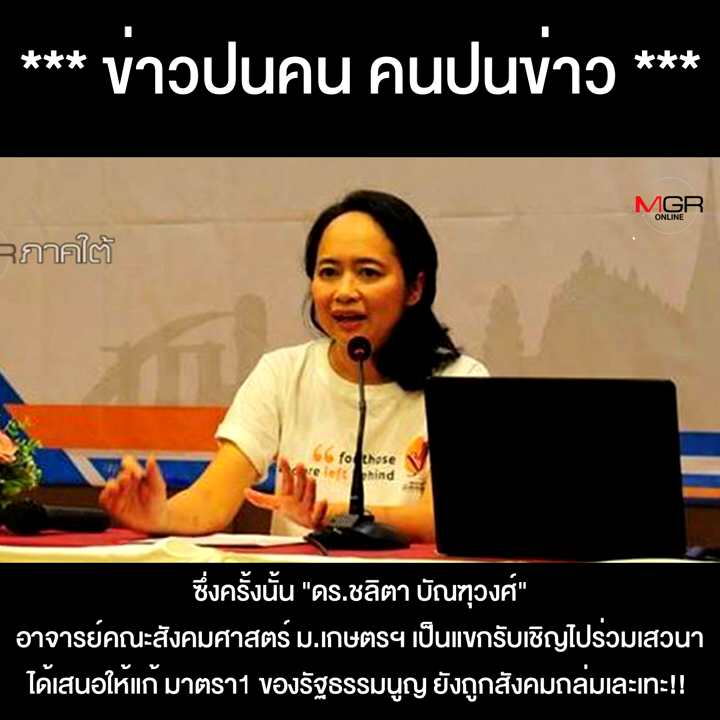 *** ข่าวปนคน คนปนข่าว ***
MGR
ONLINE
R ภาคใต้
“ for those
are left behind
ซึ่งครั้งนั้น "ดร.ชลิตา บัณฑุวงศ์"
อาจารย์คณะสังคมศาสตร์ ม.เกษตรฯ เป็นแขกรับเชิญไปร่วมเสวนา
ได้เสนอให้แก้ มาตรา1 ของรัฐธรรมนูญ ยังถูกสังคมถล่มเละเทะ!!